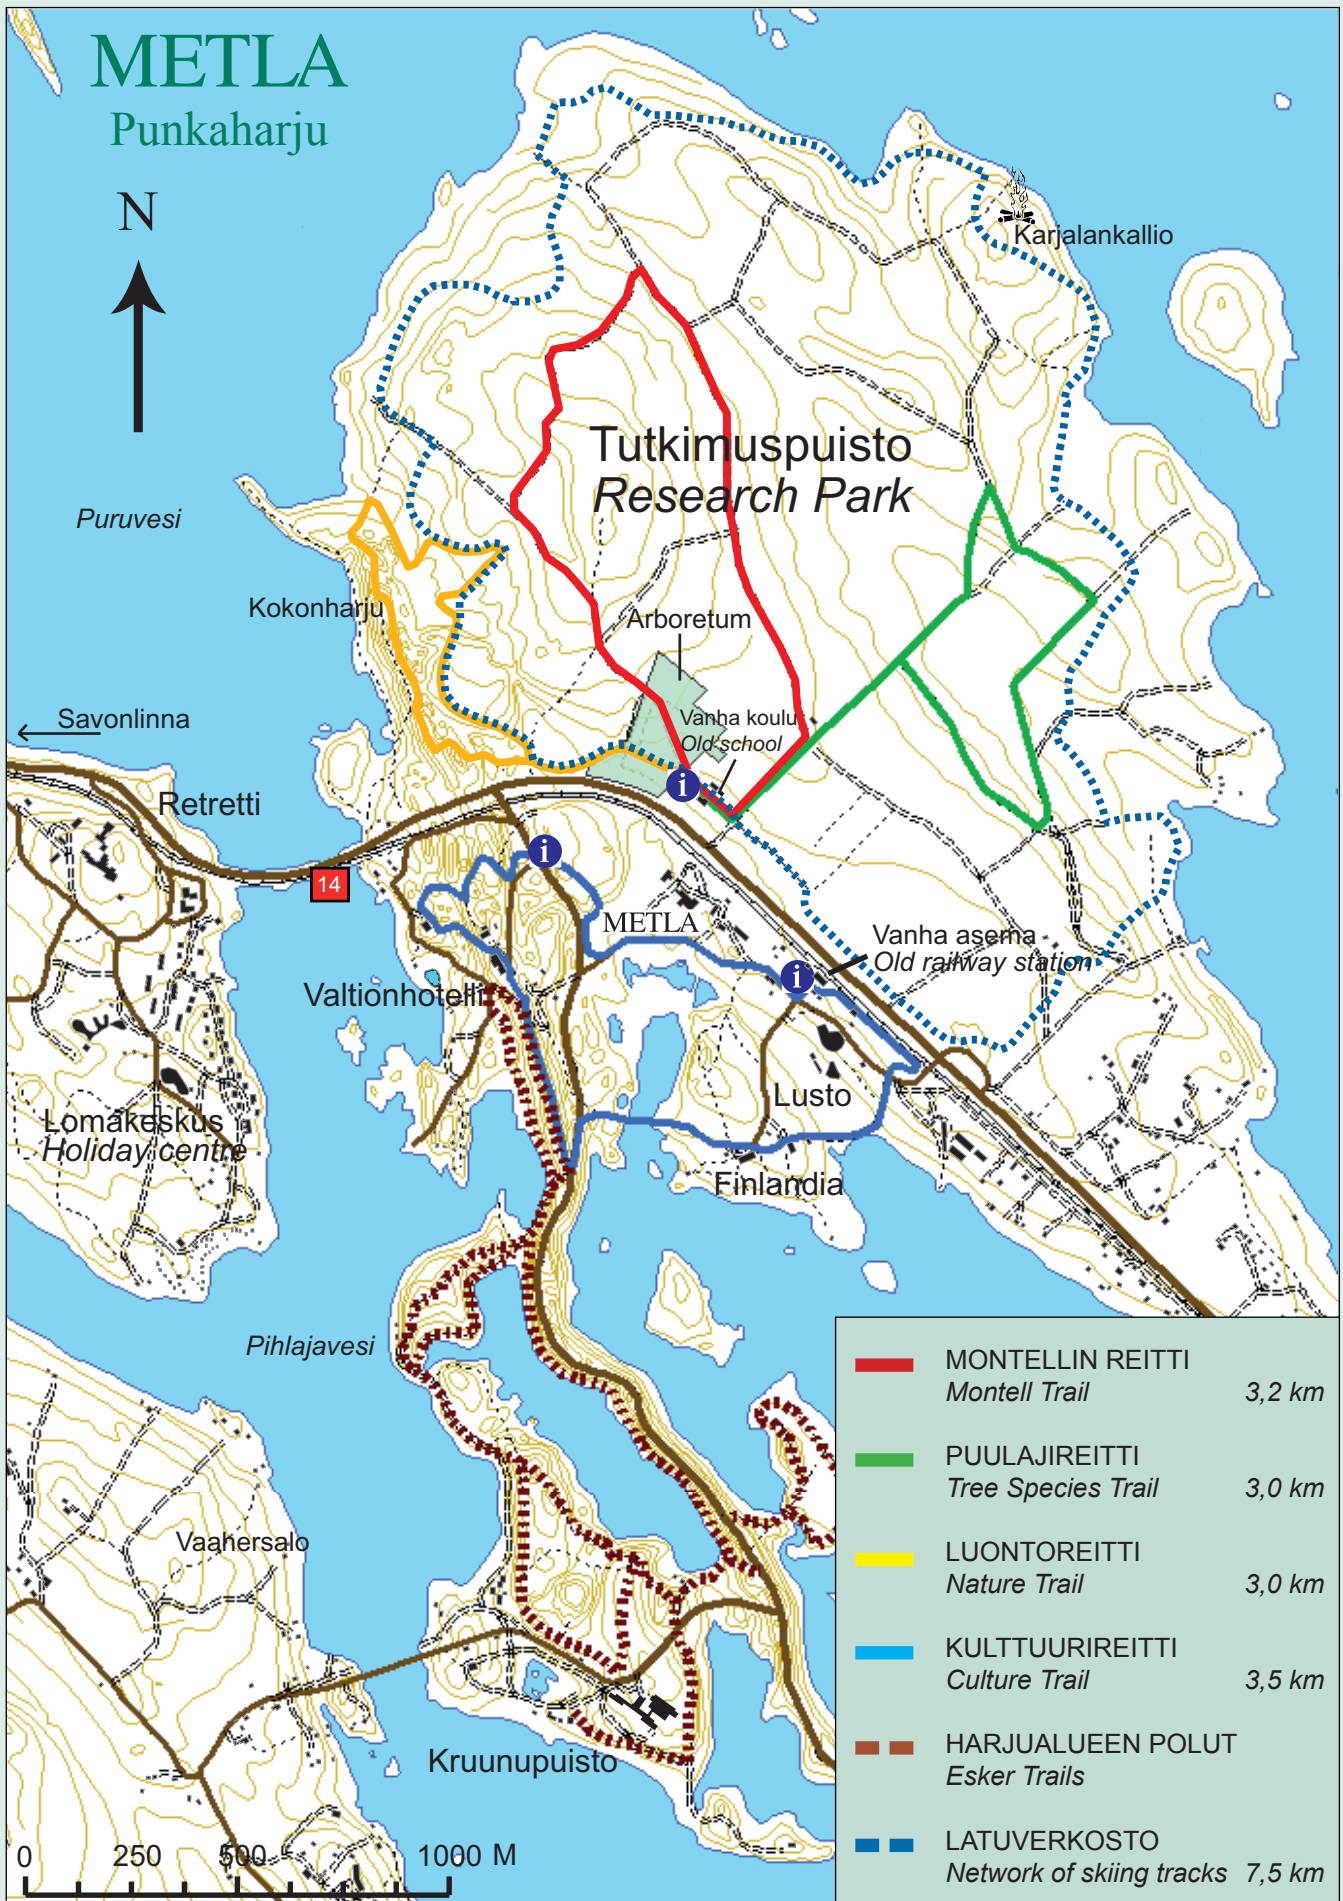 METLA
Punkaharju
N
Karjalankallio
Tutkimuspuisto
Research Park
Puruvesi
Kokonharju
Arboretum
Savonlinna
Vanha koulu
Old school
i
Retretti
14
i
METLA
Vanha asema
Old railway station
i
Valtionhotelli
Lusto
Lomakeskus
Holiday centre
Finlandia
Pihlajavesi
Vaahersalo
Kruunupuisto
0 250 500 1000 M
MONTELLIN REITTI
Montell Trail 3,2 km
PUULAJIREITTI
Tree Species Trail 3,0 km
LUONTOREITTI
Nature Trail 3,0 km
KULTTUURIREITTI
Culture Trail 3,5 km
HARJUALUEEN POLUT
Esker Trails
LATUVERKOSTO
Network of skiing tracks 7,5 km